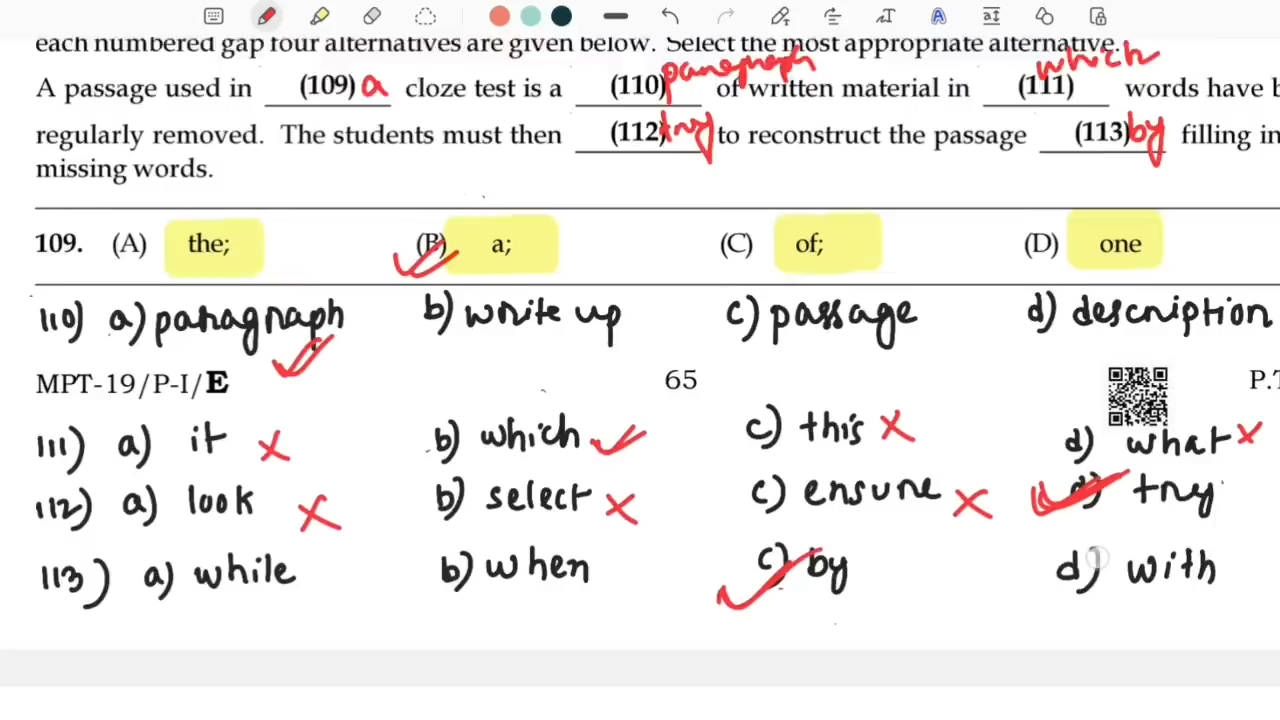 each numbered gap four alternatives are given below. Select the most appropriate alternative.
paragraph which
A passage used in (109) a cloze test is a (110) of written material in (111) words have b
regularly removed. The students must then (112) try to reconstruct the passage (113) by filling in
missing words.
109. (A) the; (B) a; (C) of; (D) one
110) a) paragraph b) write up c) passage d) description
MPT-19/P-I/E 65 P.T
111) a) it b) which c) this d) what
112) a) look b) select c) ensure d) try
113) a) while b) when c) by d) with